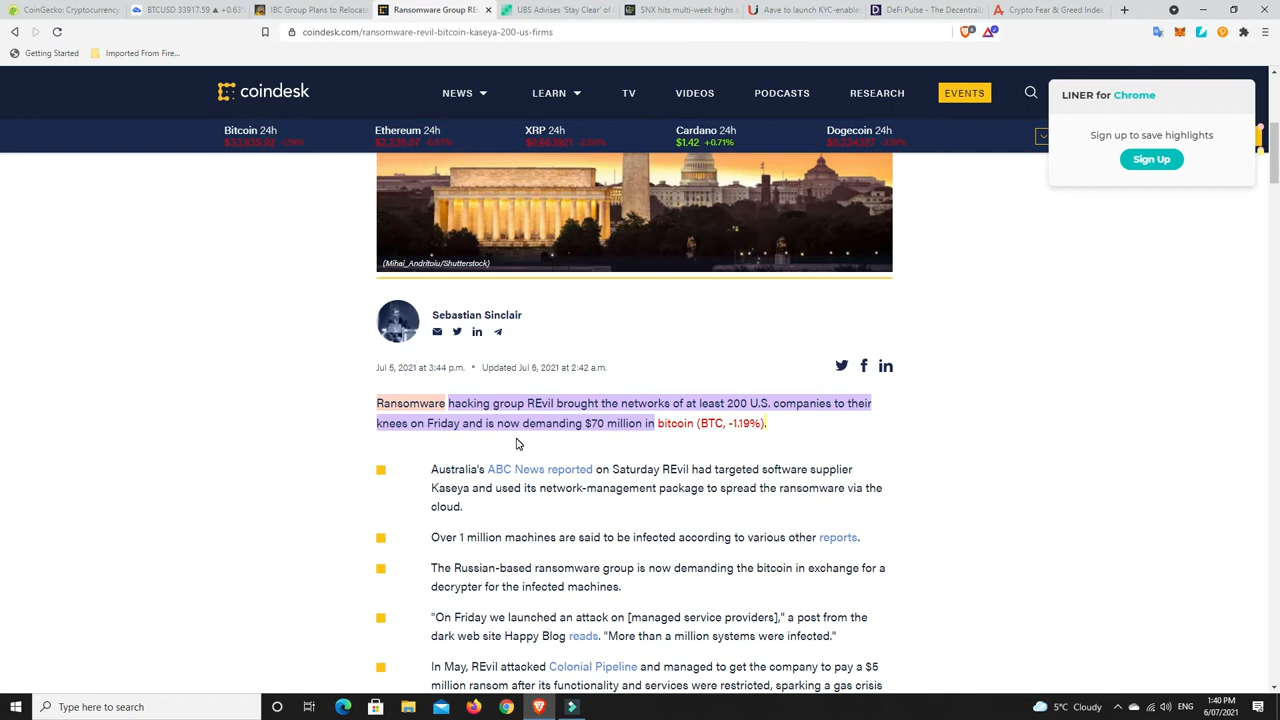 CoinGecko: Cryptocurrency
BTCUSD 33917.59 ▲ +0.63%
IBC Group Plans to Relocate
Ransomware Group RE
UBS Advises 'Stay Clear' of
SNX hits multi-week highs
Aave to launch KYC-enable
DeFi Pulse - The Decentrali
Crypto Fear & Greed Index
coindesk.com/ransomware-revil-bitcoin-kaseya-200-us-firms
Getting Started
Imported From Fire...
coindesk
NEWS
LEARN
TV
VIDEOS
PODCASTS
RESEARCH
EVENTS
LINER for Chrome
Sign up to save highlights
Sign Up
Bitcoin 24h
Ethereum 24h
XRP 24h
Cardano 24h
Dogecoin 24h
$1.42 +0.71%
(Mihai_Andritoiu/Shutterstock)
Sebastian Sinclair
Jul 5, 2021 at 3:44 p.m. • Updated Jul 6, 2021 at 2:42 a.m.
Ransomware hacking group REvil brought the networks of at least 200 U.S. companies to their
knees on Friday and is now demanding $70 million in bitcoin (BTC, -1.19%).
Australia's ABC News reported on Saturday REvil had targeted software supplier
Kaseya and used its network-management package to spread the ransomware via the
cloud.
Over 1 million machines are said to be infected according to various other reports.
The Russian-based ransomware group is now demanding the bitcoin in exchange for a
decrypter for the infected machines.
"On Friday we launched an attack on [managed service providers]," a post from the
dark web site Happy Blog reads. "More than a million systems were infected."
In May, REvil attacked Colonial Pipeline and managed to get the company to pay a $5
million ransom after its functionality and services were restricted, sparking a gas crisis
Type here to search
5°C Cloudy
ENG
1:40 PM
6/07/2021